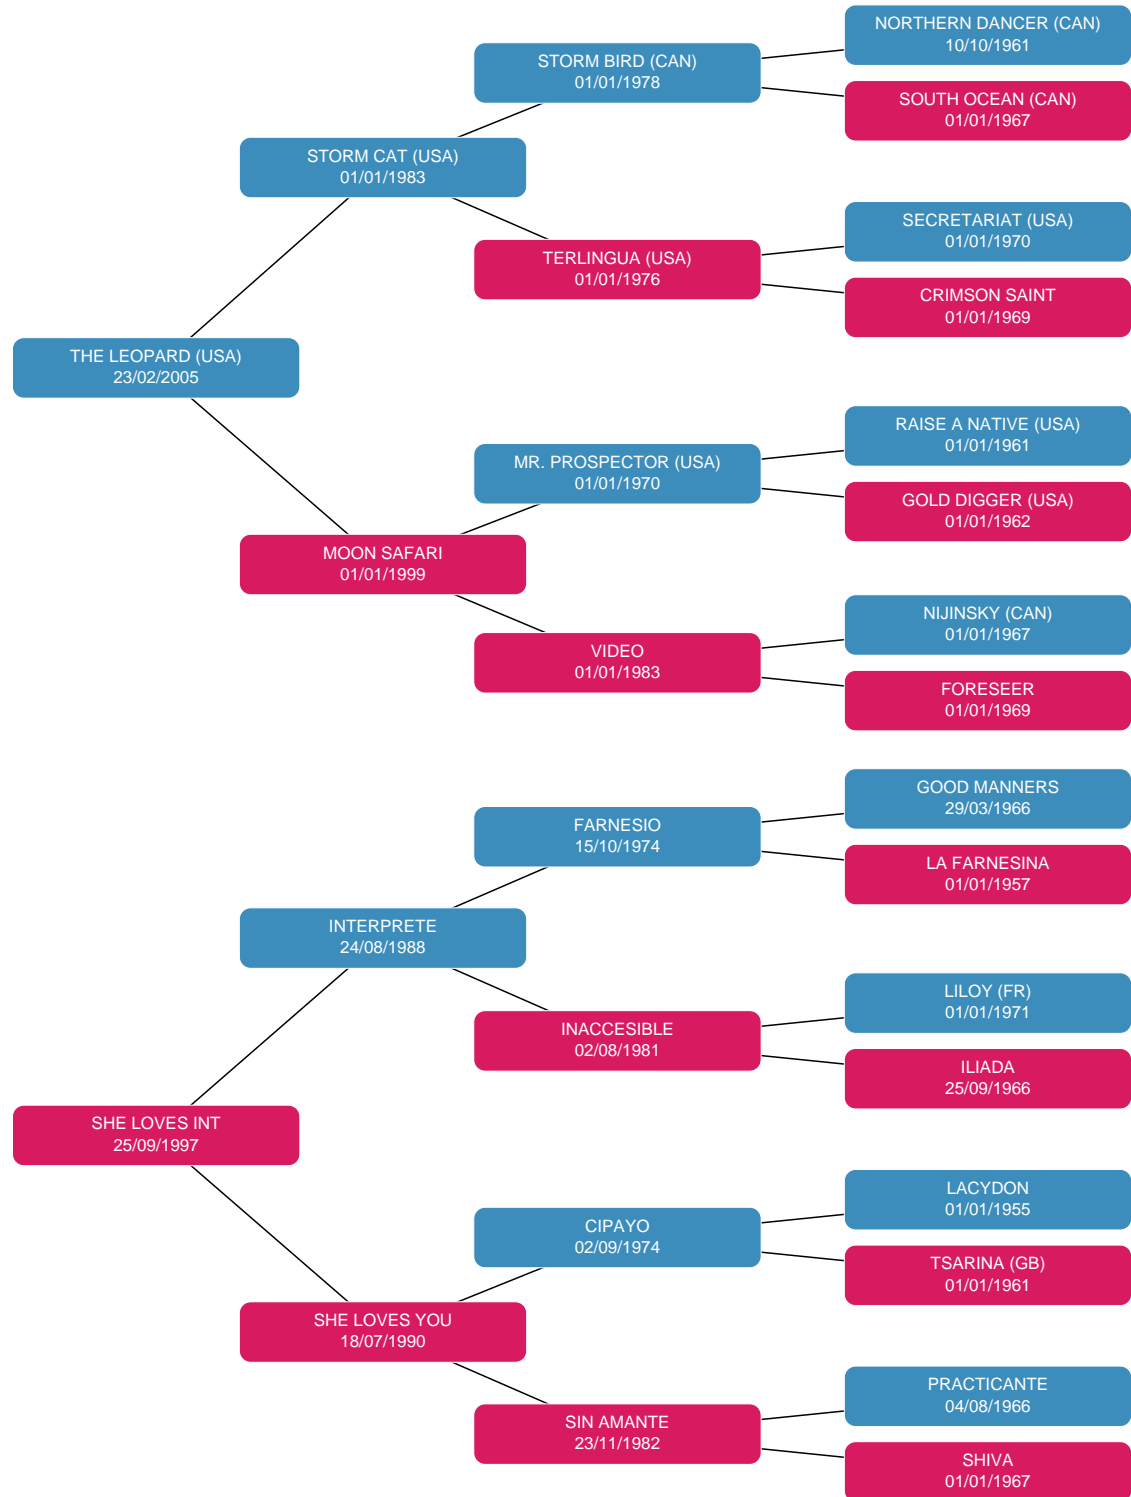 NORTHERN DANCER (CAN)
10/10/1961
STORM BIRD (CAN)
01/01/1978
SOUTH OCEAN (CAN)
01/01/1967
STORM CAT (USA)
01/01/1983
SECRETARIAT (USA)
01/01/1970
TERLINGUA (USA)
01/01/1976
CRIMSON SAINT
01/01/1969
THE LEOPARD (USA)
23/02/2005
RAISE A NATIVE (USA)
01/01/1961
MR. PROSPECTOR (USA)
01/01/1970
GOLD DIGGER (USA)
01/01/1962
MOON SAFARI
01/01/1999
NIJINSKY (CAN)
01/01/1967
VIDEO
01/01/1983
FORESEER
01/01/1969
GOOD MANNERS
29/03/1966
FARNESIO
15/10/1974
LA FARNESINA
01/01/1957
INTERPRETE
24/08/1988
LILOY (FR)
01/01/1971
INACCESIBLE
02/08/1981
ILIADA
25/09/1966
SHE LOVES INT
25/09/1997
LACYDON
01/01/1955
CIPAYO
02/09/1974
TSARINA (GB)
01/01/1961
SHE LOVES YOU
18/07/1990
PRACTICANTE
04/08/1966
SIN AMANTE
23/11/1982
SHIVA
01/01/1967